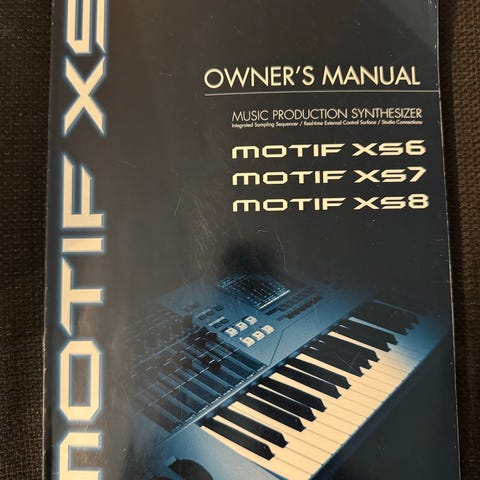 MOTIF XS
OWNER'S MANUAL
MUSIC PRODUCTION SYNTHESIZER
Integrated Sampling Sequencer / Real-time External Control Surface / Studio Connections
MOTIF XS6
MOTIF XS7
MOTIF XS8